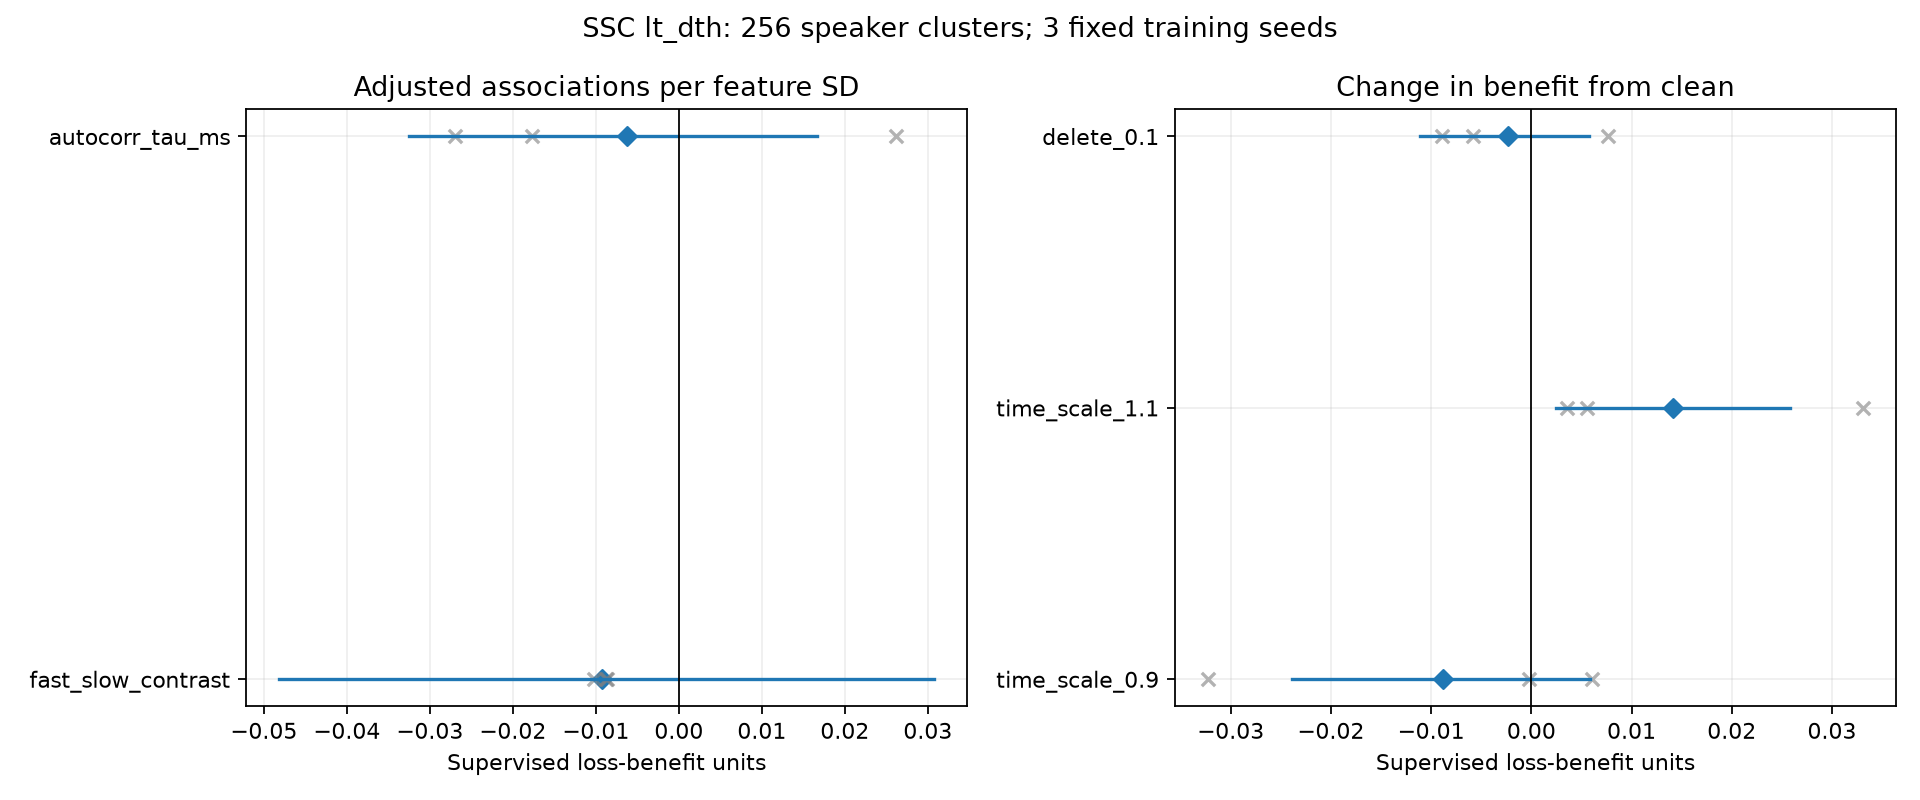 SSC lt_dth: 256 speaker clusters; 3 fixed training seeds
Adjusted associations per feature SD
autocorr_tau_ms
fast_slow_contrast
−0.05 −0.04 −0.03 −0.02 −0.01 0.00 0.01 0.02 0.03
Supervised loss-benefit units
Change in benefit from clean
delete_0.1
time_scale_1.1
time_scale_0.9
−0.03 −0.02 −0.01 0.00 0.01 0.02 0.03
Supervised loss-benefit units